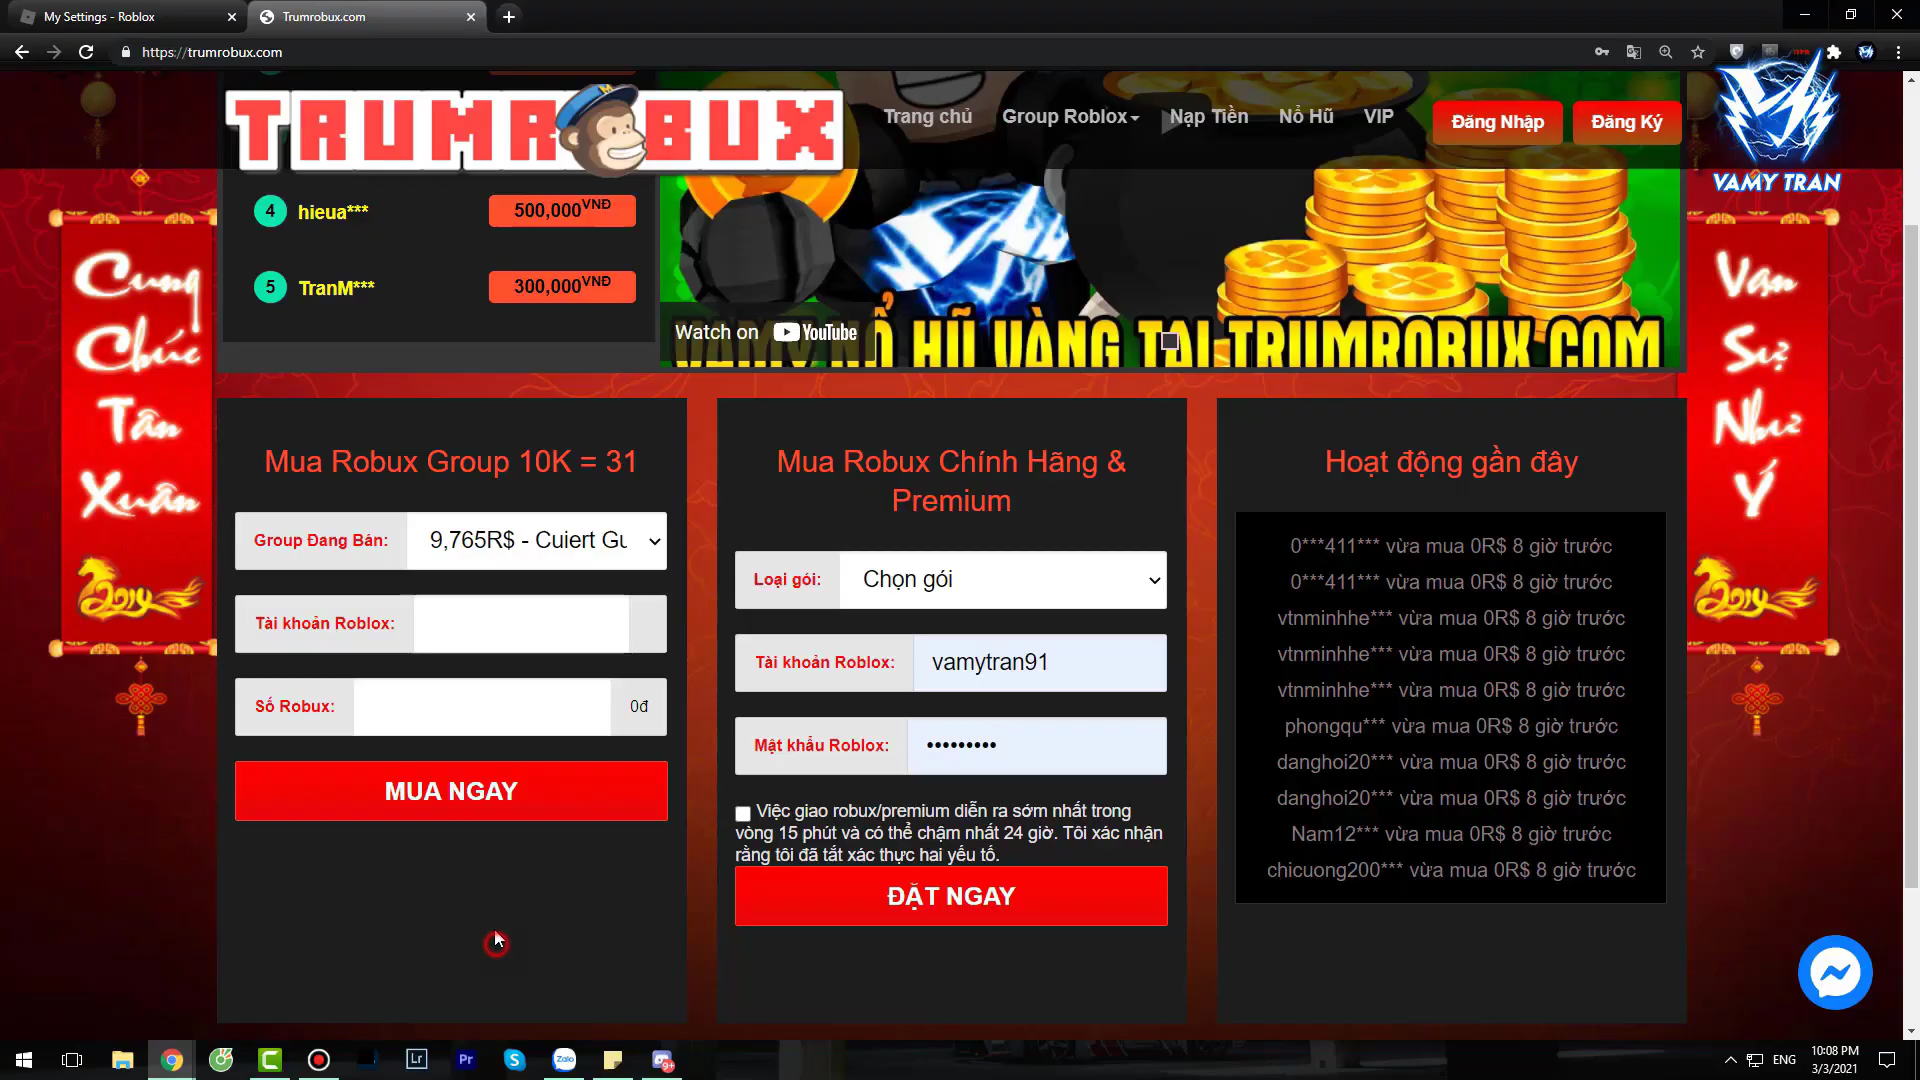 My Settings - Roblox
Trumrobux.com
https://trumrobux.com
TRUMR BUX
Trang chủ
Group Roblox
Nạp Tiền
Nổ Hũ
VIP
Đăng Nhập
Đăng Ký
VAMY TRAN
4 hieua*** 500,000VNĐ
5 TranM*** 300,000VNĐ
Watch on YouTube
NỔ HŨ VÀNG TẠI TRUMROBUX.COM
Cung
Chúc
Tân
Xuân
2019
Vạn
Sự
Như
Ý
2019
Mua Robux Group 10K = 31
Group Đang Bán: 9,765R$ - Cuiert Gu
Tài khoản Roblox:
Số Robux: 0đ
MUA NGAY
Mua Robux Chính Hãng &
Premium
Loại gói: Chọn gói
Tài khoản Roblox: vamytran91
Mật khẩu Roblox: •••••••••
Việc giao robux/premium diễn ra sớm nhất trong
vòng 15 phút và có thể chậm nhất 24 giờ. Tôi xác nhận
rằng tôi đã tắt xác thực hai yếu tố.
ĐẶT NGAY
Hoạt động gần đây
0***411*** vừa mua 0R$ 8 giờ trước
0***411*** vừa mua 0R$ 8 giờ trước
vtnminhhe*** vừa mua 0R$ 8 giờ trước
vtnminhhe*** vừa mua 0R$ 8 giờ trước
vtnminhhe*** vừa mua 0R$ 8 giờ trước
phongqu*** vừa mua 0R$ 8 giờ trước
danghoi20*** vừa mua 0R$ 8 giờ trước
danghoi20*** vừa mua 0R$ 8 giờ trước
Nam12*** vừa mua 0R$ 8 giờ trước
chicuong200*** vừa mua 0R$ 8 giờ trước
Lr
Pr
Zalo
9+
ENG
10:08 PM
3/3/2021